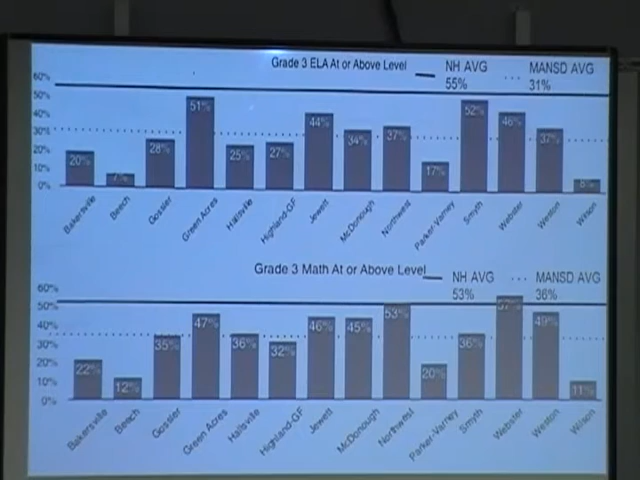 Grade 3 ELA At or Above Level
NH AVG
55%
MANSD AVG
31%
60%
50%
40%
30%
20%
10%
0%
20%
7%
28%
51%
25%
27%
44%
34%
37%
17%
52%
46%
37%
8%
Bakersville
Beech
Gossler
Green Acres
Hallsville
Highland-GF
Jewett
McDonough
Northwest
Parker-Varney
Smyth
Webster
Weston
Wilson
Grade 3 Math At or Above Level
NH AVG
53%
MANSD AVG
36%
60%
50%
40%
30%
20%
10%
0%
22%
12%
35%
47%
36%
32%
46%
45%
53%
20%
36%
57%
49%
11%
Bakersville
Beech
Gossler
Green Acres
Hallsville
Highland-GF
Jewett
McDonough
Northwest
Parker-Varney
Smyth
Webster
Weston
Wilson